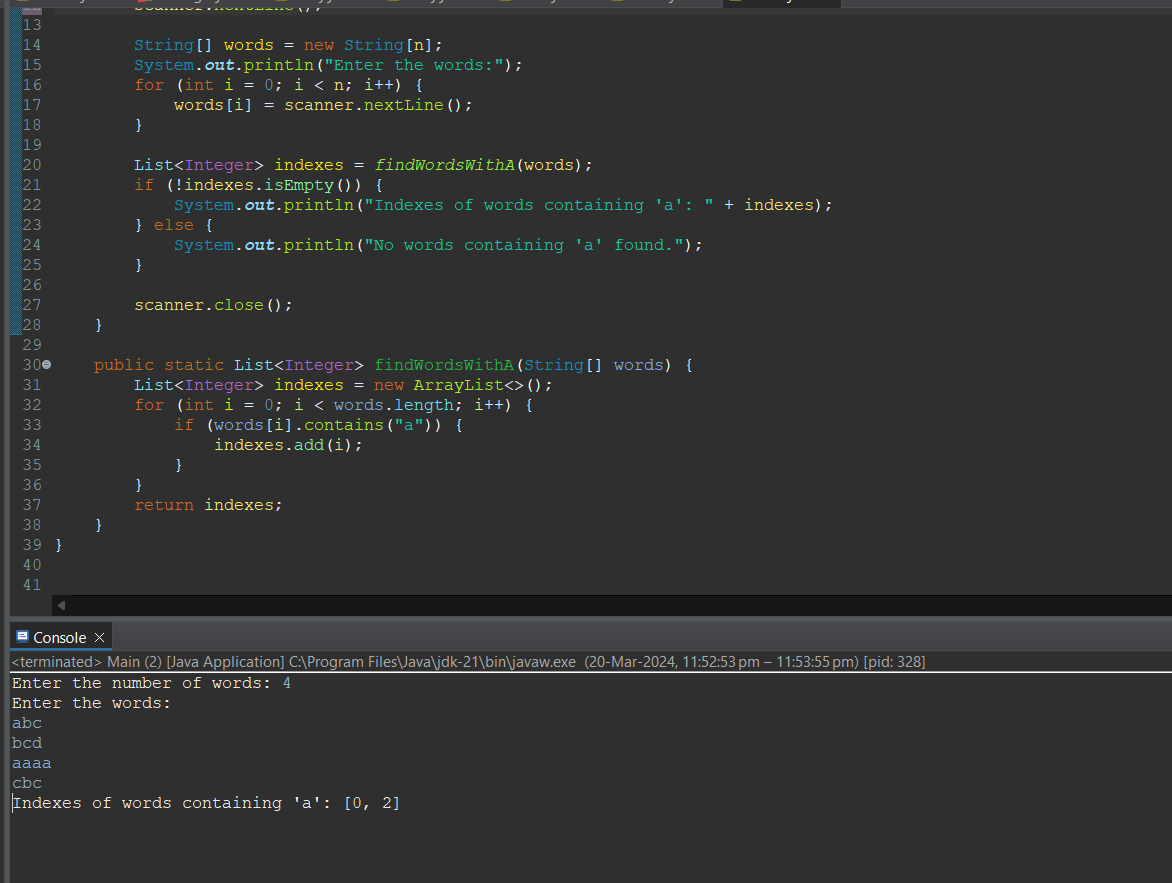 13
14        String[] words = new String[n];
15        System.out.println("Enter the words:");
16        for (int i = 0; i < n; i++) {
17            words[i] = scanner.nextLine();
18        }
19
20        List<Integer> indexes = findWordsWithA(words);
21        if (!indexes.isEmpty()) {
22            System.out.println("Indexes of words containing 'a': " + indexes);
23        } else {
24            System.out.println("No words containing 'a' found.");
25        }
26
27        scanner.close();
28    }
29
30    public static List<Integer> findWordsWithA(String[] words) {
31        List<Integer> indexes = new ArrayList<>();
32        for (int i = 0; i < words.length; i++) {
33            if (words[i].contains("a")) {
34                indexes.add(i);
35            }
36        }
37        return indexes;
38    }
39 }
40
41
Console
<terminated> Main (2) [Java Application] C:\Program Files\Java\jdk-21\bin\javaw.exe (20-Mar-2024, 11:52:53 pm – 11:53:55 pm) [pid: 328]
Enter the number of words: 4
Enter the words:
abc
bcd
aaaa
cbc
Indexes of words containing 'a': [0, 2]